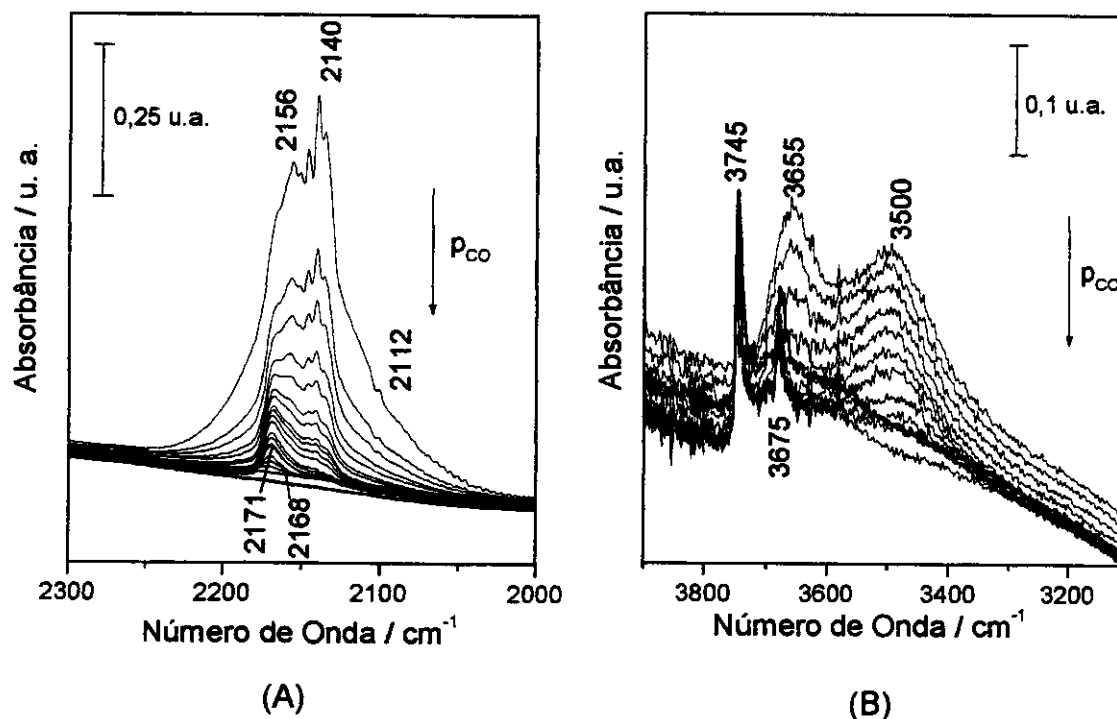 2140
2156
0,25 u.a.
2112
2171
2168
p_CO
Absorbância / u. a.
2300
2200
2100
2000
Número de Onda / cm⁻¹
(A)
0,1 u.a.
3745
3655
3500
3675
p_CO
Absorbância / u.a.
3800
3600
3400
3200
Número de Onda / cm⁻¹
(B)